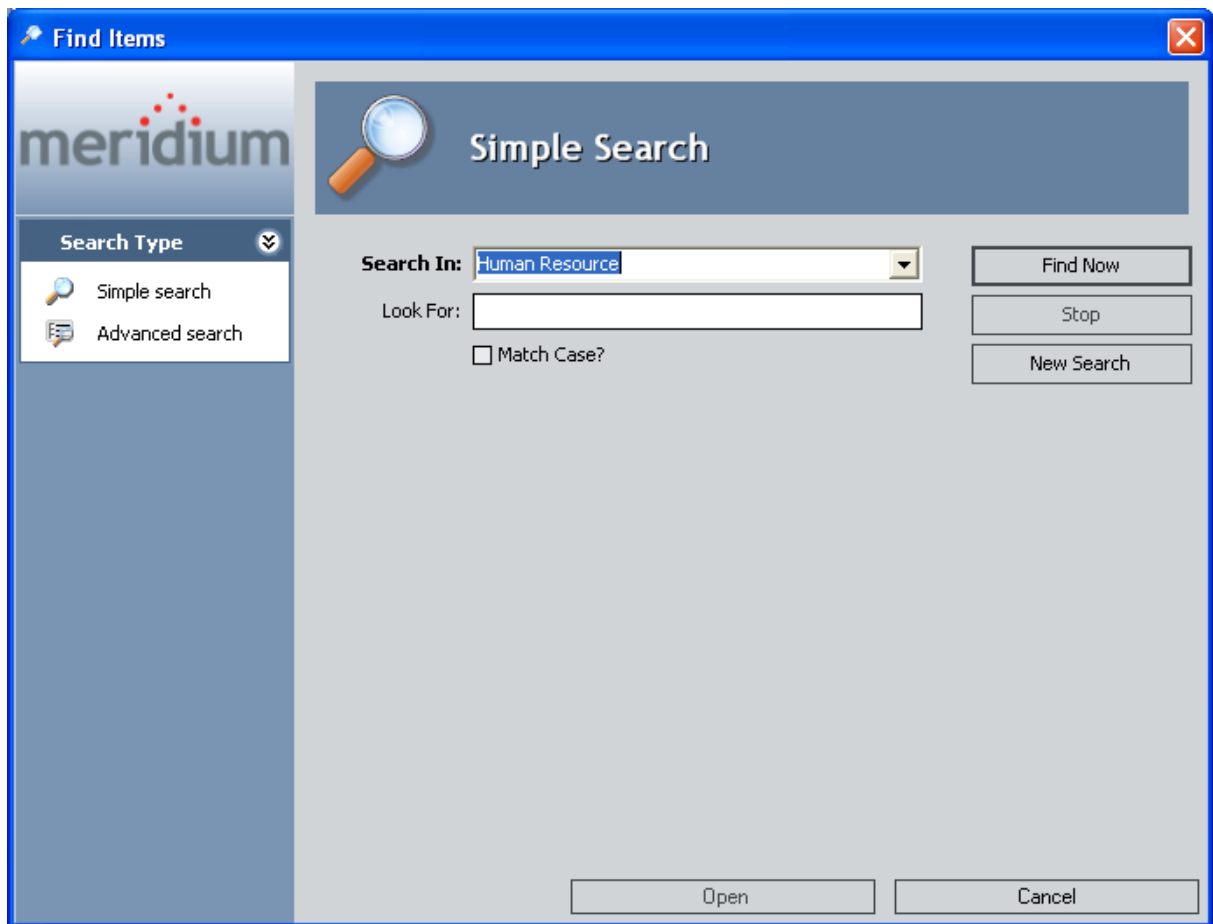 Find Items
meridium
Simple Search
Search Type
Simple search
Advanced search
Search In: Human Resource
Look For:
Match Case?
Find Now
Stop
New Search
Open
Cancel